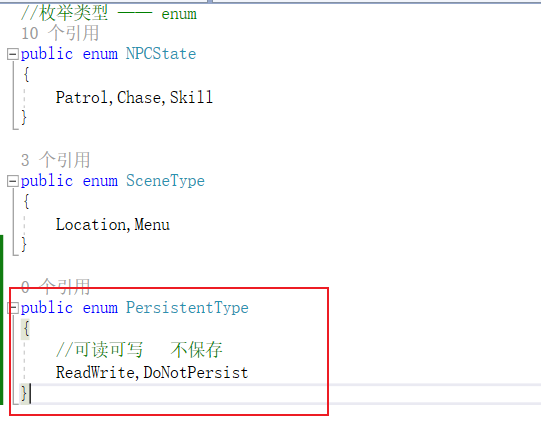 //枚举类型 —— enum
10 个引用
public enum NPCState
{
Patrol,Chase,Skill
}
3 个引用
public enum SceneType
{
Location,Menu
}
0 个引用
public enum PersistentType
{
//可读可写 不保存
ReadWrite,DoNotPersist
}